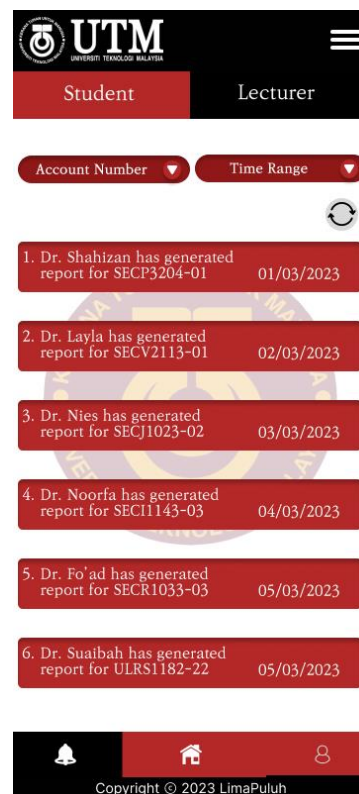 UTM
UNIVERSITI TEKNOLOGI MALAYSIA
Student
Lecturer
Account Number
Time Range
1. Dr. Shahizan has generated
report for SECP3204-01
01/03/2023
2. Dr. Layla has generated
report for SECV2113-01
02/03/2023
3. Dr. Nies has generated
report for SECJ1023-02
03/03/2023
4. Dr. Noorfa has generated
report for SECI1143-03
04/03/2023
5. Dr. Fo'ad has generated
report for SECR1033-03
05/03/2023
6. Dr. Suaibah has generated
report for ULRS1182-22
05/03/2023
Copyright © 2023 LimaPuluh